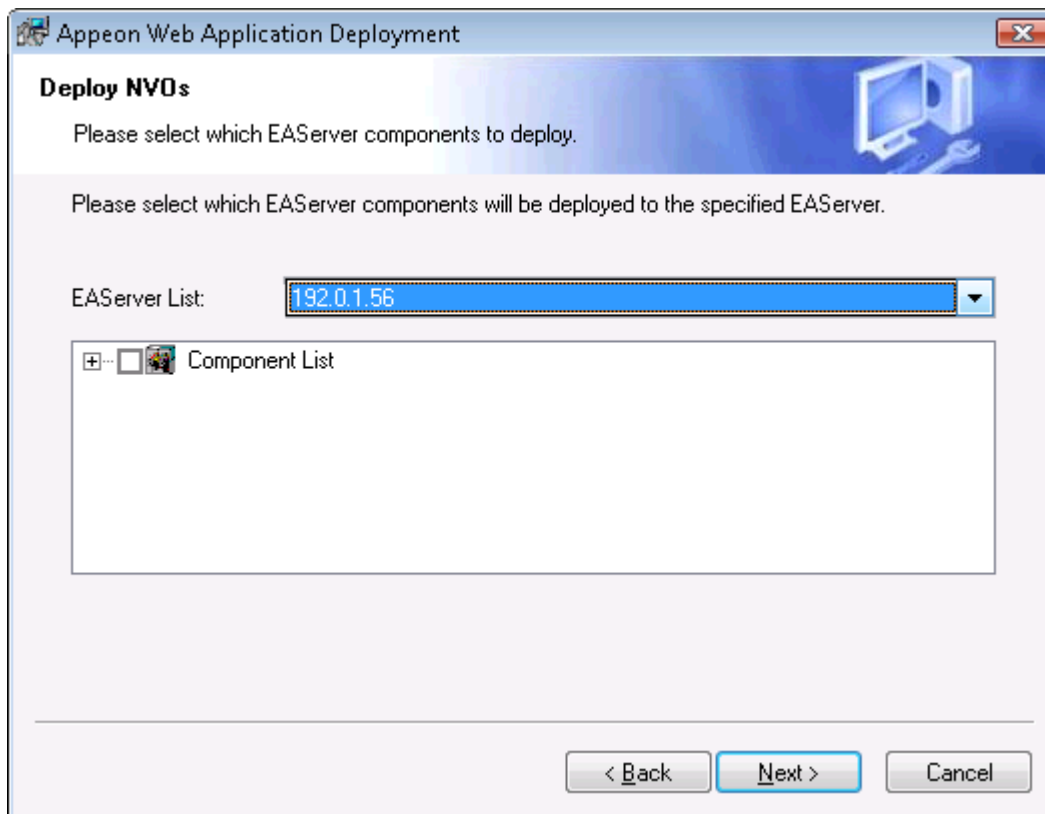 Appeon Web Application Deployment
Deploy NVOs
Please select which EAServer components to deploy.
Please select which EAServer components will be deployed to the specified EAServer.
EAServer List: 192.0.1.56
Component List
< Back Next > Cancel